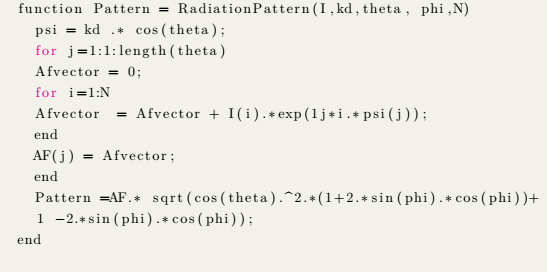 function Pattern = RadiationPattern(I,kd,theta, phi,N)
psi = kd .* cos(theta);
for j=1:1:length(theta)
Afvector = 0;
for i=1:N
Afvector = Afvector + I(i).*exp(1j*i.*psi(j));
end
AF(j) = Afvector;
end
Pattern =AF.* sqrt(cos(theta).^2.*(1+2.*sin(phi).*cos(phi))+
1 -2.*sin(phi).*cos(phi));
end